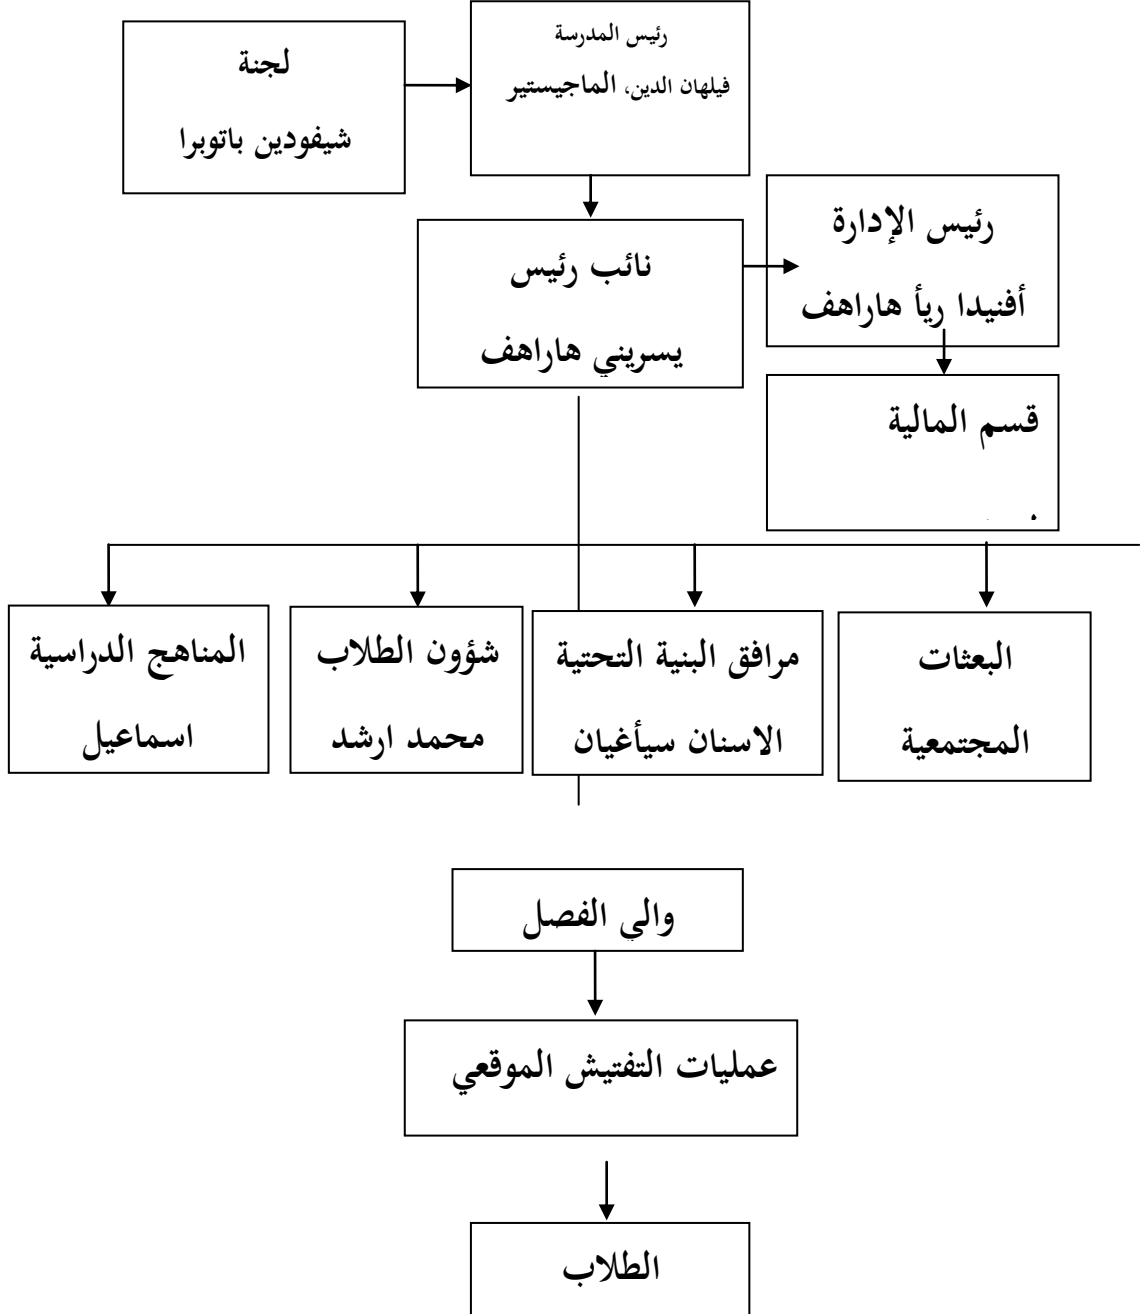 رئيس المدرسة
فيلهان الدين، الماجيستير
لجنة
شيفودين باتوبرا
رئيس الإدارة
أفنيدا ريأ هاراهف
نائب رئيس
يسريني هاراهف
قسم المالية
البعثات
المجتمعية
مرافق البنية التحتية
الاسنان سيأغيان
شؤون الطلاب
محمد ارشد
المناهج الدراسية
اسماعيل
والي الفصل
عمليات التفتيش الموقعي
الطلاب